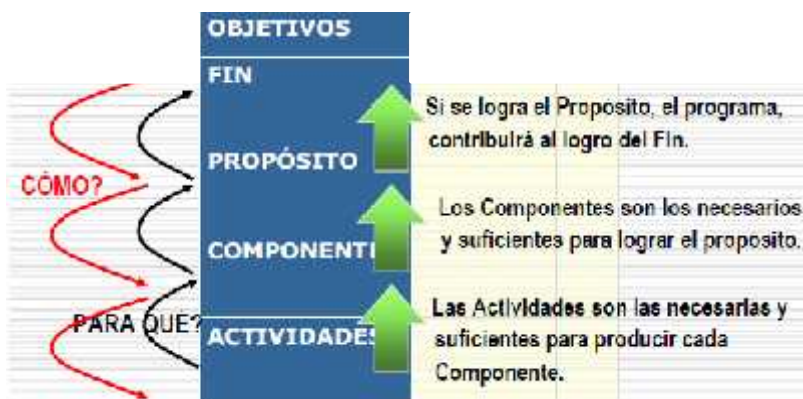 OBJETIVOS
FIN
Si se logra el Propósito, el programa,
contribuirá al logro del Fin.
PROPÓSITO
CÓMO?
Los Componentes son los necesarios
y suficientes para lograr el proposito.
COMPONENT
PARA QUE?
Las Actividades son las necesarias y
suficientes para producir cada
Componente.
ACTIVIDADES